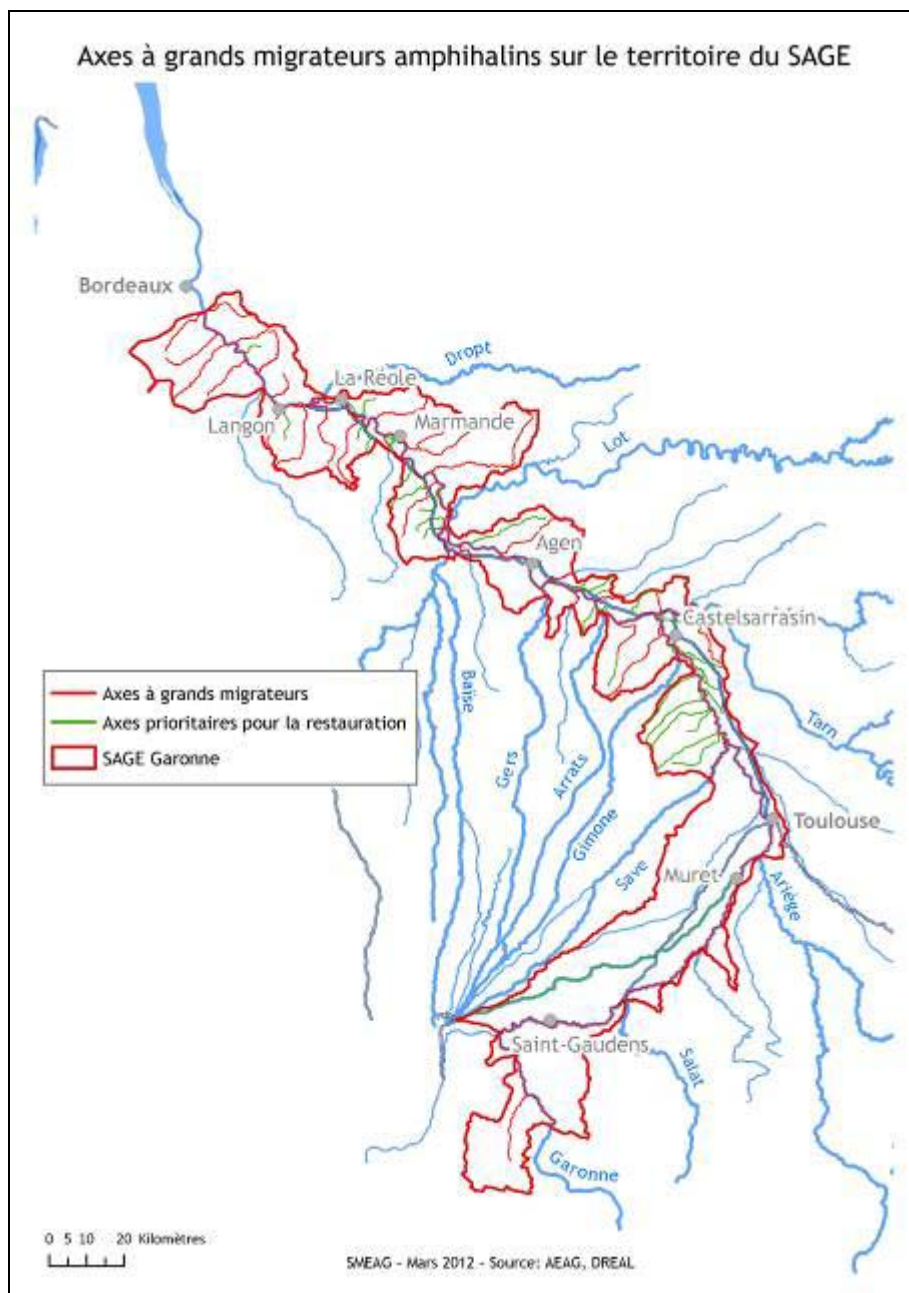 Axes à grands migrateurs amphihalins sur le territoire du SAGE
Bordeaux
Dropt
La Réole
Langon
Marmande
Lot
Agen
Castelsarrasin
Axes à grands migrateurs
Axes prioritaires pour la restauration
SAGE Garonne
Baïse
Gers
Arrats
Gimone
Save
Tarn
Toulouse
Muret
Ariège
Saint-Gaudens
Salat
Garonne
0 5 10 20 Kilomètres
SMEAG - Mars 2012 - Source: AEAG, DREAL